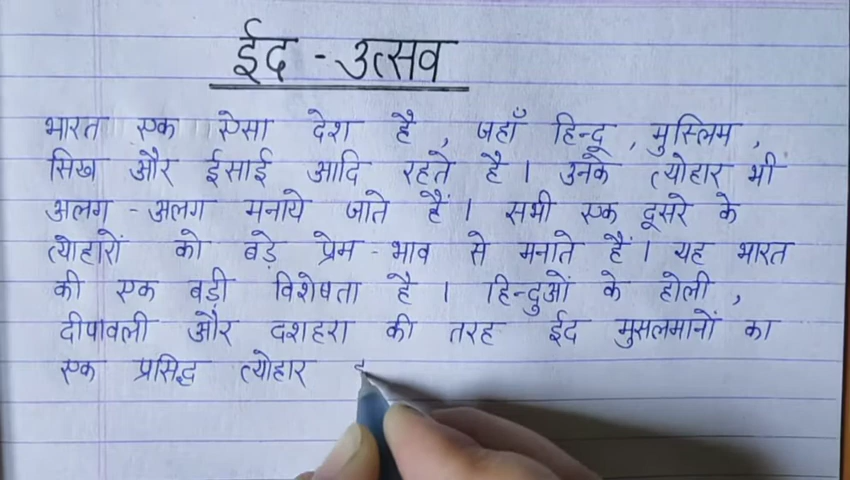 ईद - उत्सव
भारत एक ऐसा देश है , जहाँ हिन्दू , मुस्लिम ,
सिख और ईसाई आदि रहते है । उनके त्योहार भी
अलग - अलग मनाये जाते हैं । सभी एक दूसरे के
त्योहारों को बड़े प्रेम - भाव से मनाते हैं । यह भारत
की एक बड़ी विशेषता है । हिन्दुओं के होली ,
दीपावली और दशहरा की तरह ईद मुसलमानों का
एक प्रसिद्ध त्योहार